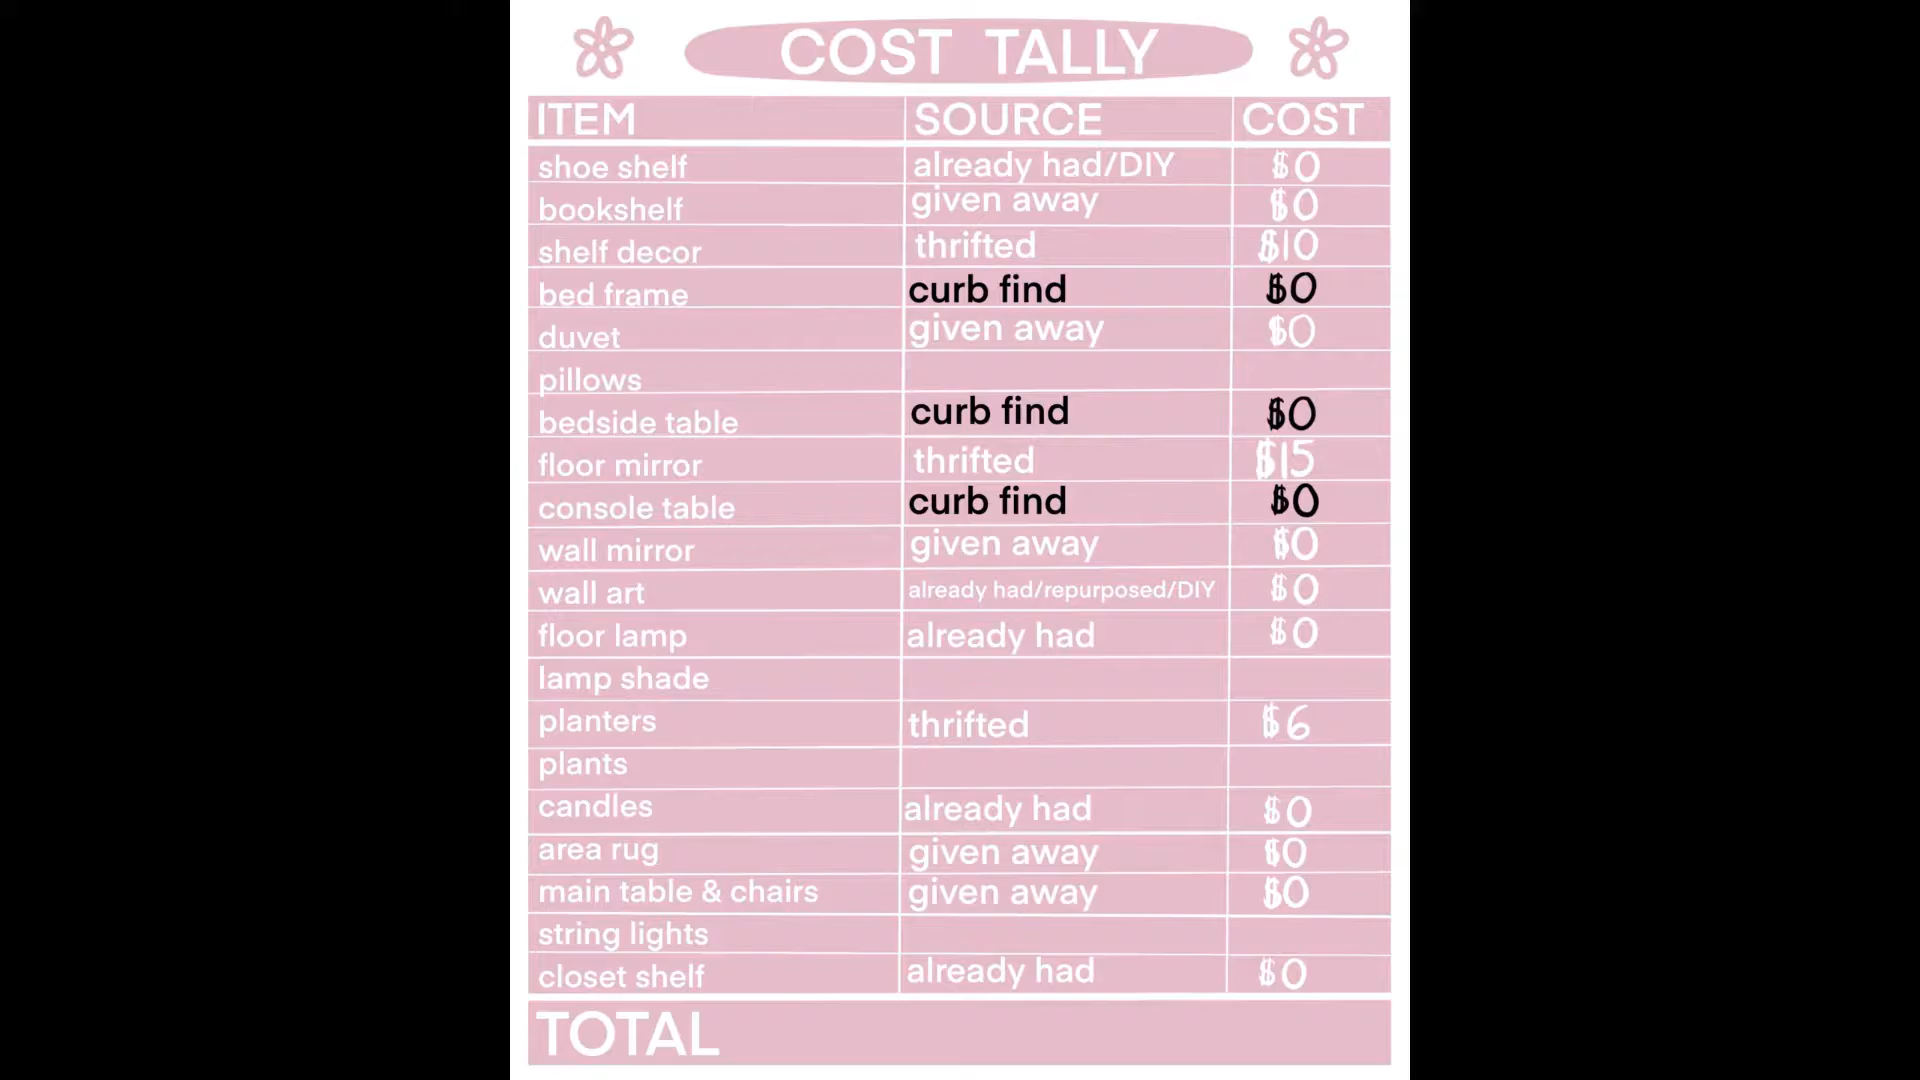 COST TALLY
ITEM SOURCE COST
shoe shelf already had/DIY $0
bookshelf given away $0
shelf decor thrifted $10
bed frame curb find $0
duvet given away $0
pillows
bedside table curb find $0
floor mirror thrifted $15
console table curb find $0
wall mirror given away $0
wall art already had/repurposed/DIY $0
floor lamp already had $0
lamp shade
planters thrifted $6
plants
candles already had $0
area rug given away $0
main table & chairs given away $0
string lights
closet shelf already had $0
TOTAL